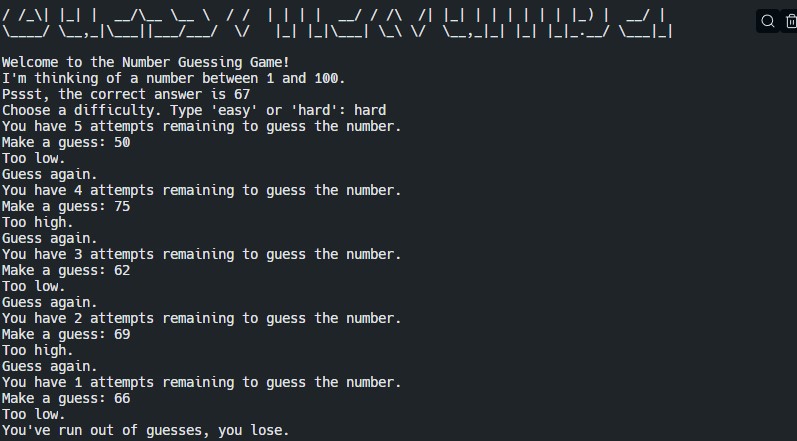 / /_\| |_| |  __/\__ \__ \  / /  | | | |  __/ / /\  /| |_| | | | | | | |_) |  __/ |
\____/ \__,_|\___||___/___/  \/   |_| |_|\___| \_\ \/  \__,_|_| |_| |_|_.__/ \___|_|
Welcome to the Number Guessing Game!
I'm thinking of a number between 1 and 100.
Pssst, the correct answer is 67
Choose a difficulty. Type 'easy' or 'hard': hard
You have 5 attempts remaining to guess the number.
Make a guess: 50
Too low.
Guess again.
You have 4 attempts remaining to guess the number.
Make a guess: 75
Too high.
Guess again.
You have 3 attempts remaining to guess the number.
Make a guess: 62
Too low.
Guess again.
You have 2 attempts remaining to guess the number.
Make a guess: 69
Too high.
Guess again.
You have 1 attempts remaining to guess the number.
Make a guess: 66
Too low.
You've run out of guesses, you lose.